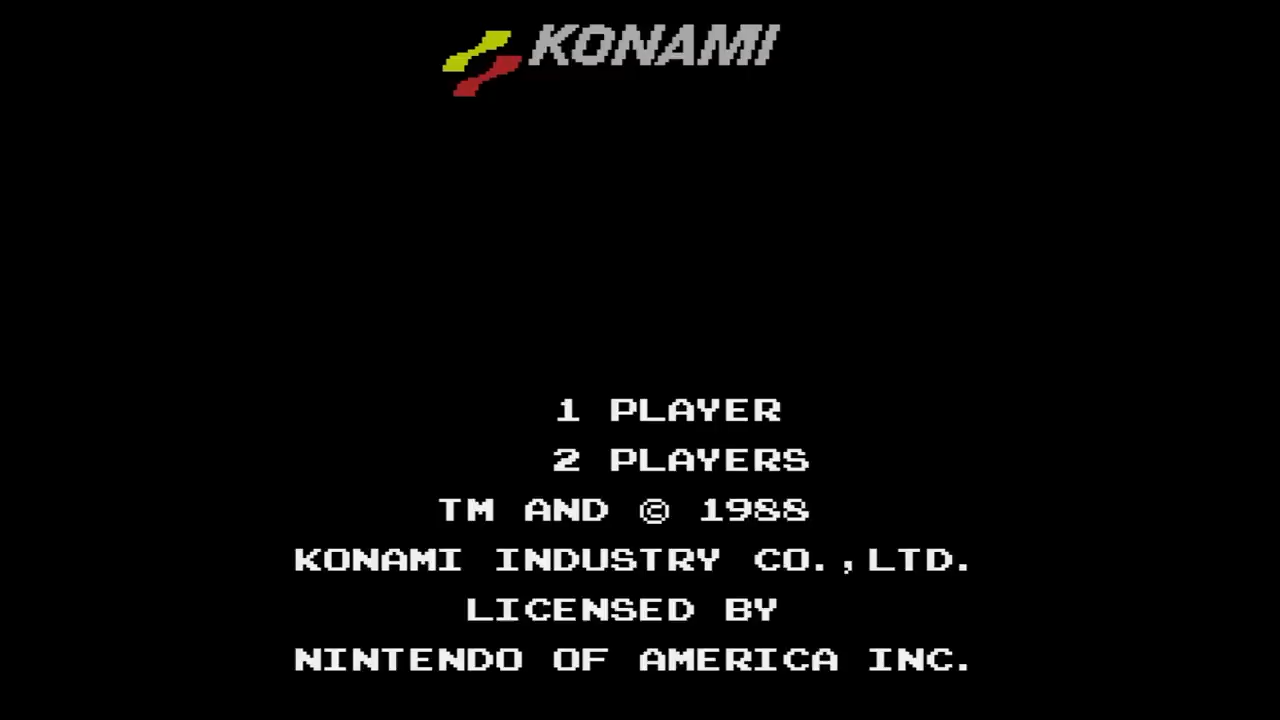 KONAMI
1 PLAYER
2 PLAYERS
TM AND © 1988
KONAMI INDUSTRY CO.,LTD.
LICENSED BY
NINTENDO OF AMERICA INC.